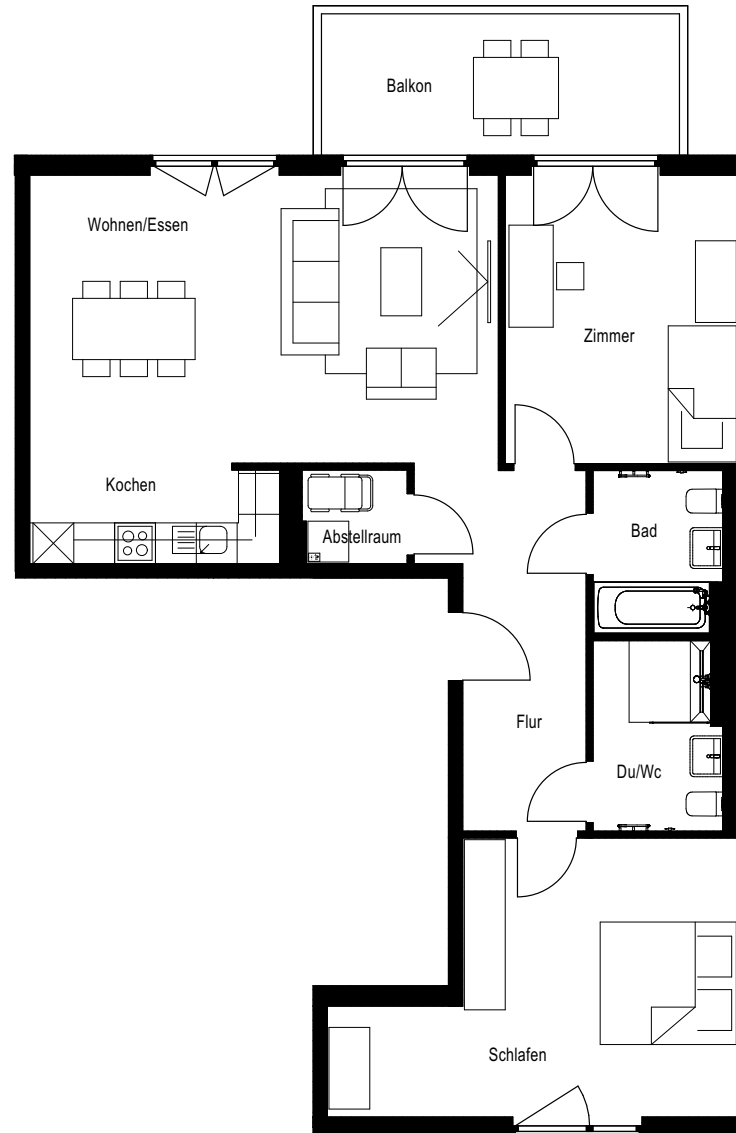 Balkon
Wohnen/Essen
Zimmer
Kochen
Abstellraum
Bad
Flur
Du/Wc
Schlafen